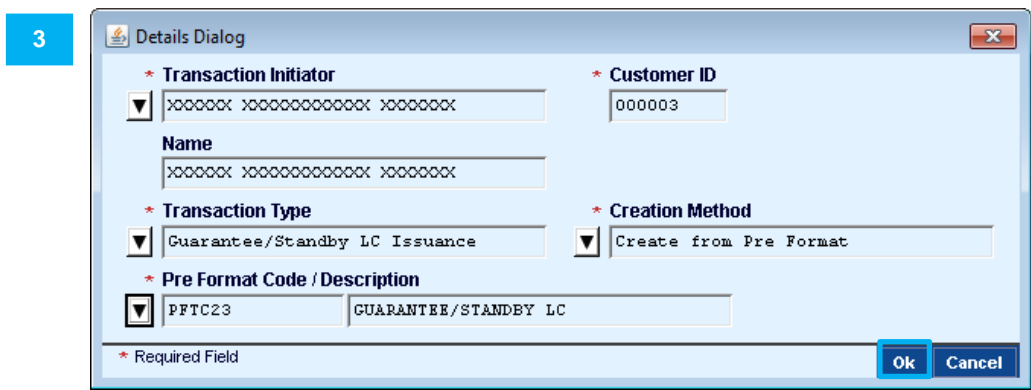 3
Details Dialog
* Transaction Initiator * Customer ID
XXXXXX XXXXXXXXXXXX XXXXXXX 000003
Name
XXXXXX XXXXXXXXXXXX XXXXXXX
* Transaction Type * Creation Method
Guarantee/Standby LC Issuance Create from Pre Format
* Pre Format Code / Description
PFTC23 GUARANTEE/STANDBY LC
* Required Field Ok Cancel